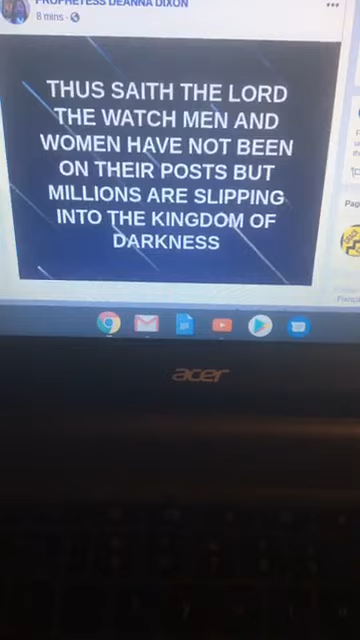 PROPHETESS DEANNA DIXON
8 mins
THUS SAITH THE LORD
THE WATCH MEN AND
WOMEN HAVE NOT BEEN
ON THEIR POSTS BUT
MILLIONS ARE SLIPPING
INTO THE KINGDOM OF
DARKNESS
Pag
acer